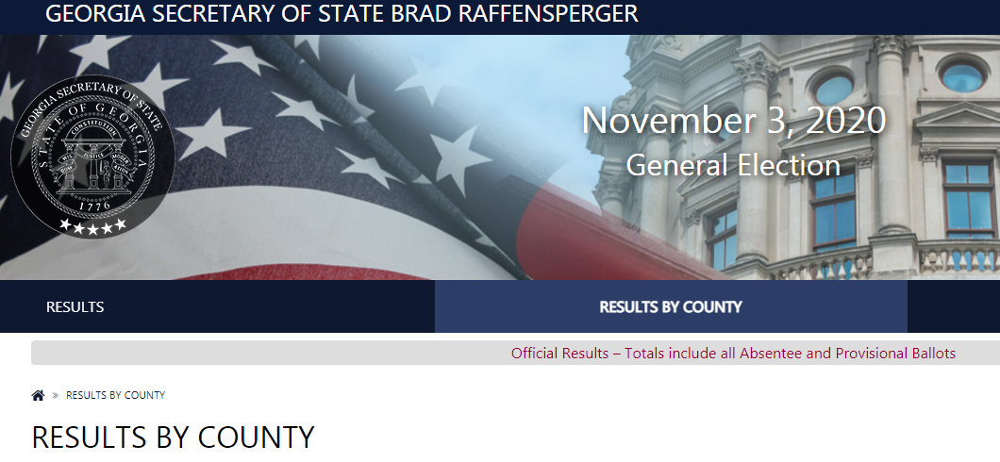 GEORGIA SECRETARY OF STATE BRAD RAFFENSPERGER
GEORGIA SECRETARY OF STATE
STATE OF GEORGIA
CONSTITUTION
JUSTICE
1776
November 3, 2020
General Election
RESULTS
RESULTS BY COUNTY
Official Results – Totals include all Absentee and Provisional Ballots
» RESULTS BY COUNTY
RESULTS BY COUNTY